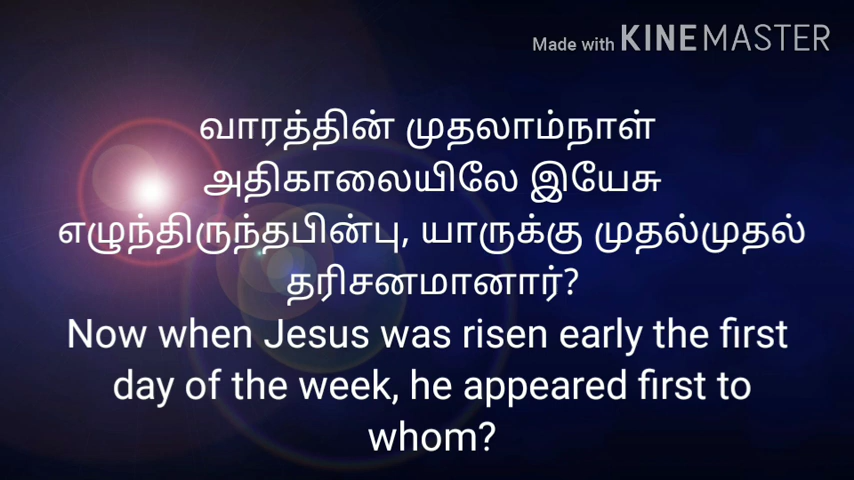 Made with KINEMASTER
வாரத்தின் முதலாம்நாள்
அதிகாலையிலே இயேசு
எழுந்திருந்தபின்பு, யாருக்கு முதல்முதல்
தரிசனமானார்?
Now when Jesus was risen early the first
day of the week, he appeared first to
whom?